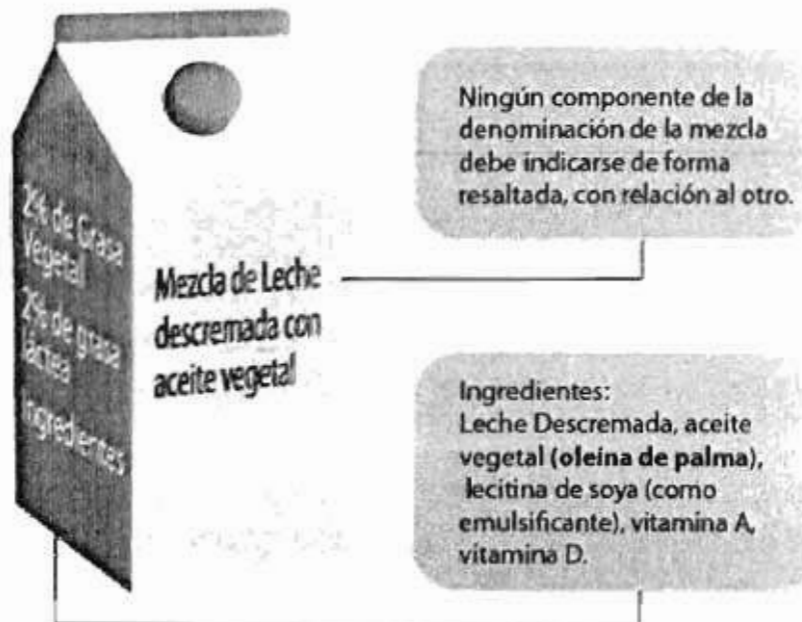 2% de Grasa
Vegetal
2% de grasa
láctea
Ingredientes
Mezcla de Leche
descremada con
aceite vegetal
Ningún componente de la
denominación de la mezcla
debe indicarse de forma
resaltada, con relación al otro.
Ingredientes:
Leche Descremada, aceite
vegetal (oleína de palma),
lecitina de soya (como
emulsificante), vitamina A,
vitamina D.